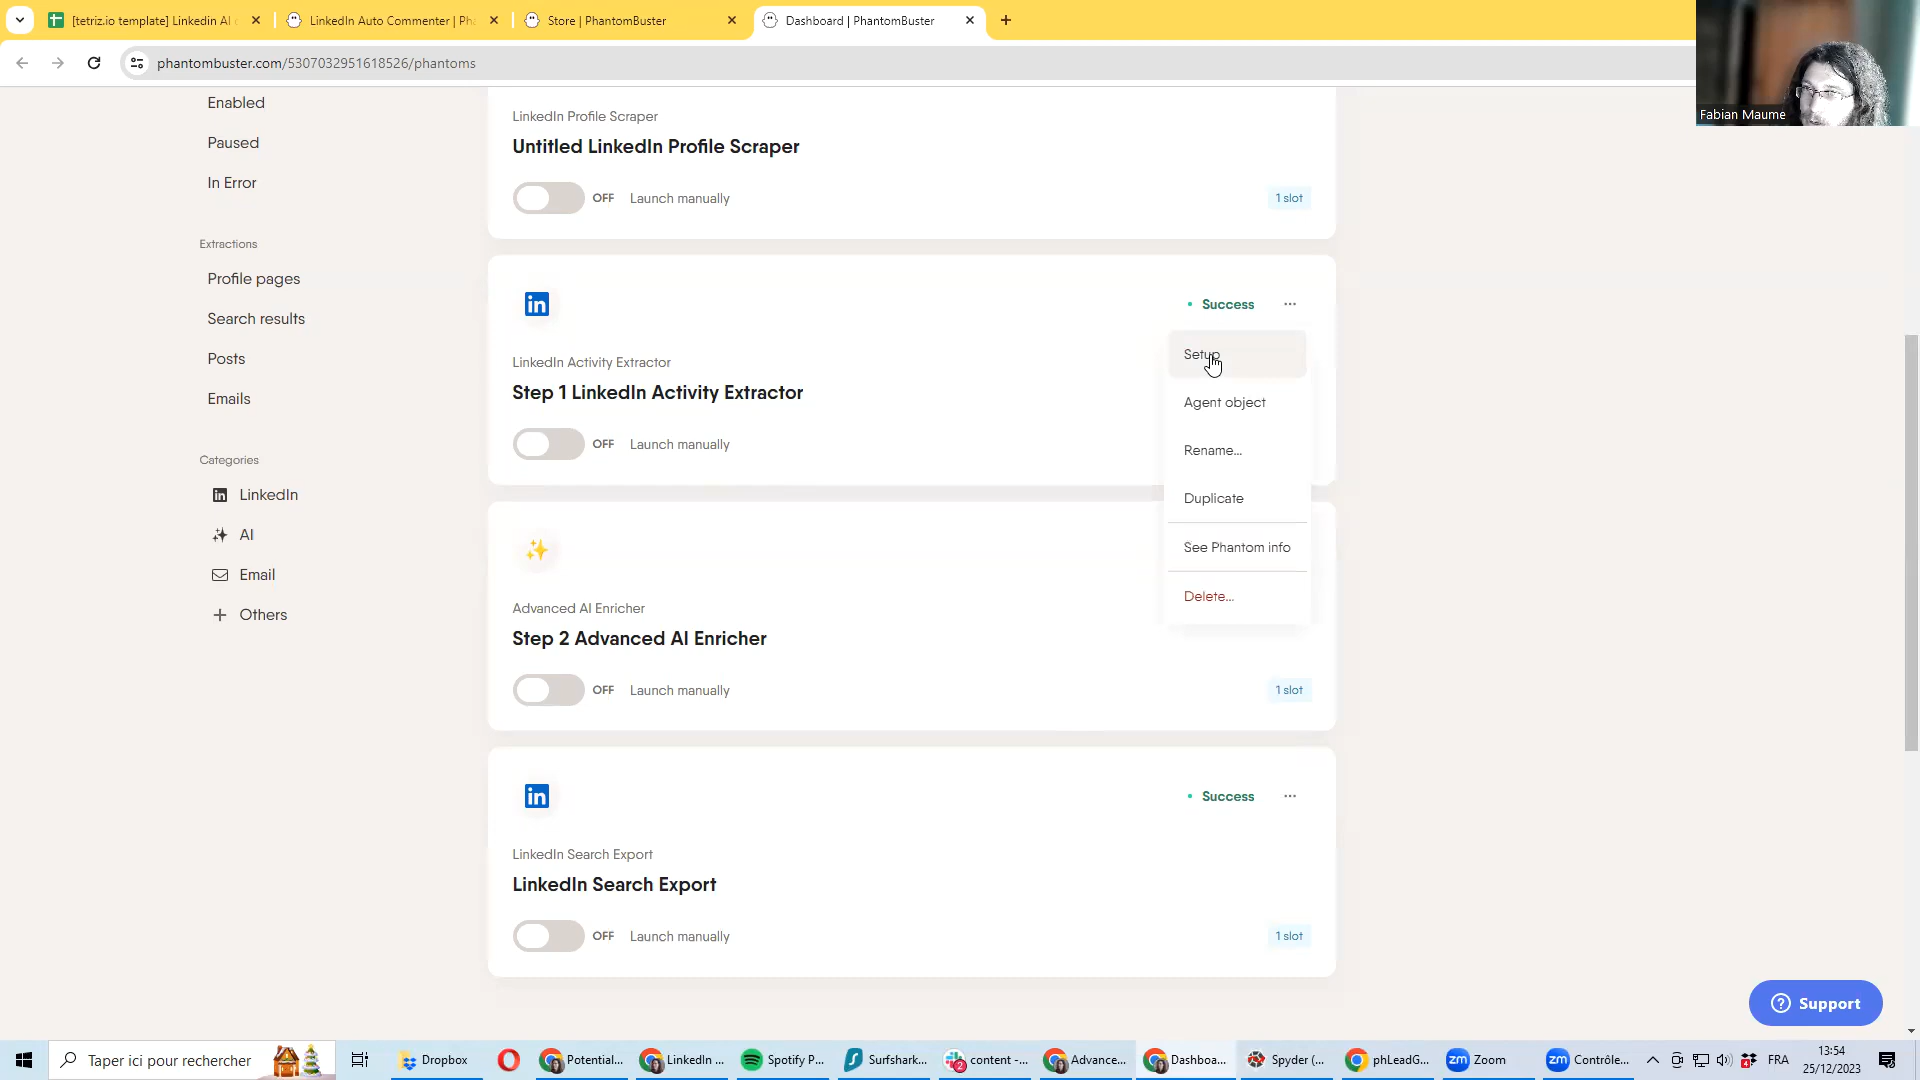 [tetriz.io template] Linkedin AI c
LinkedIn Auto Commenter | Pha
Store | PhantomBuster
Dashboard | PhantomBuster
phantombuster.com/5307032951618526/phantoms
Fabian Maume
Enabled
Paused
In Error
Extractions
Profile pages
Search results
Posts
Emails
Categories
LinkedIn
AI
Email
Others
LinkedIn Profile Scraper
Untitled LinkedIn Profile Scraper
OFF Launch manually
1 slot
Success
LinkedIn Activity Extractor
Step 1 LinkedIn Activity Extractor
OFF Launch manually
Setup
Agent object
Rename...
Duplicate
See Phantom info
Delete...
Advanced AI Enricher
Step 2 Advanced AI Enricher
OFF Launch manually
1 slot
Success
LinkedIn Search Export
LinkedIn Search Export
OFF Launch manually
1 slot
Support
Taper ici pour rechercher
Dropbox
Potential...
LinkedIn ...
Spotify P...
Surfshark...
content -...
Advance...
Dashboa...
Spyder (...
phLeadG...
Zoom
Contrôle...
FRA
13:54
25/12/2023